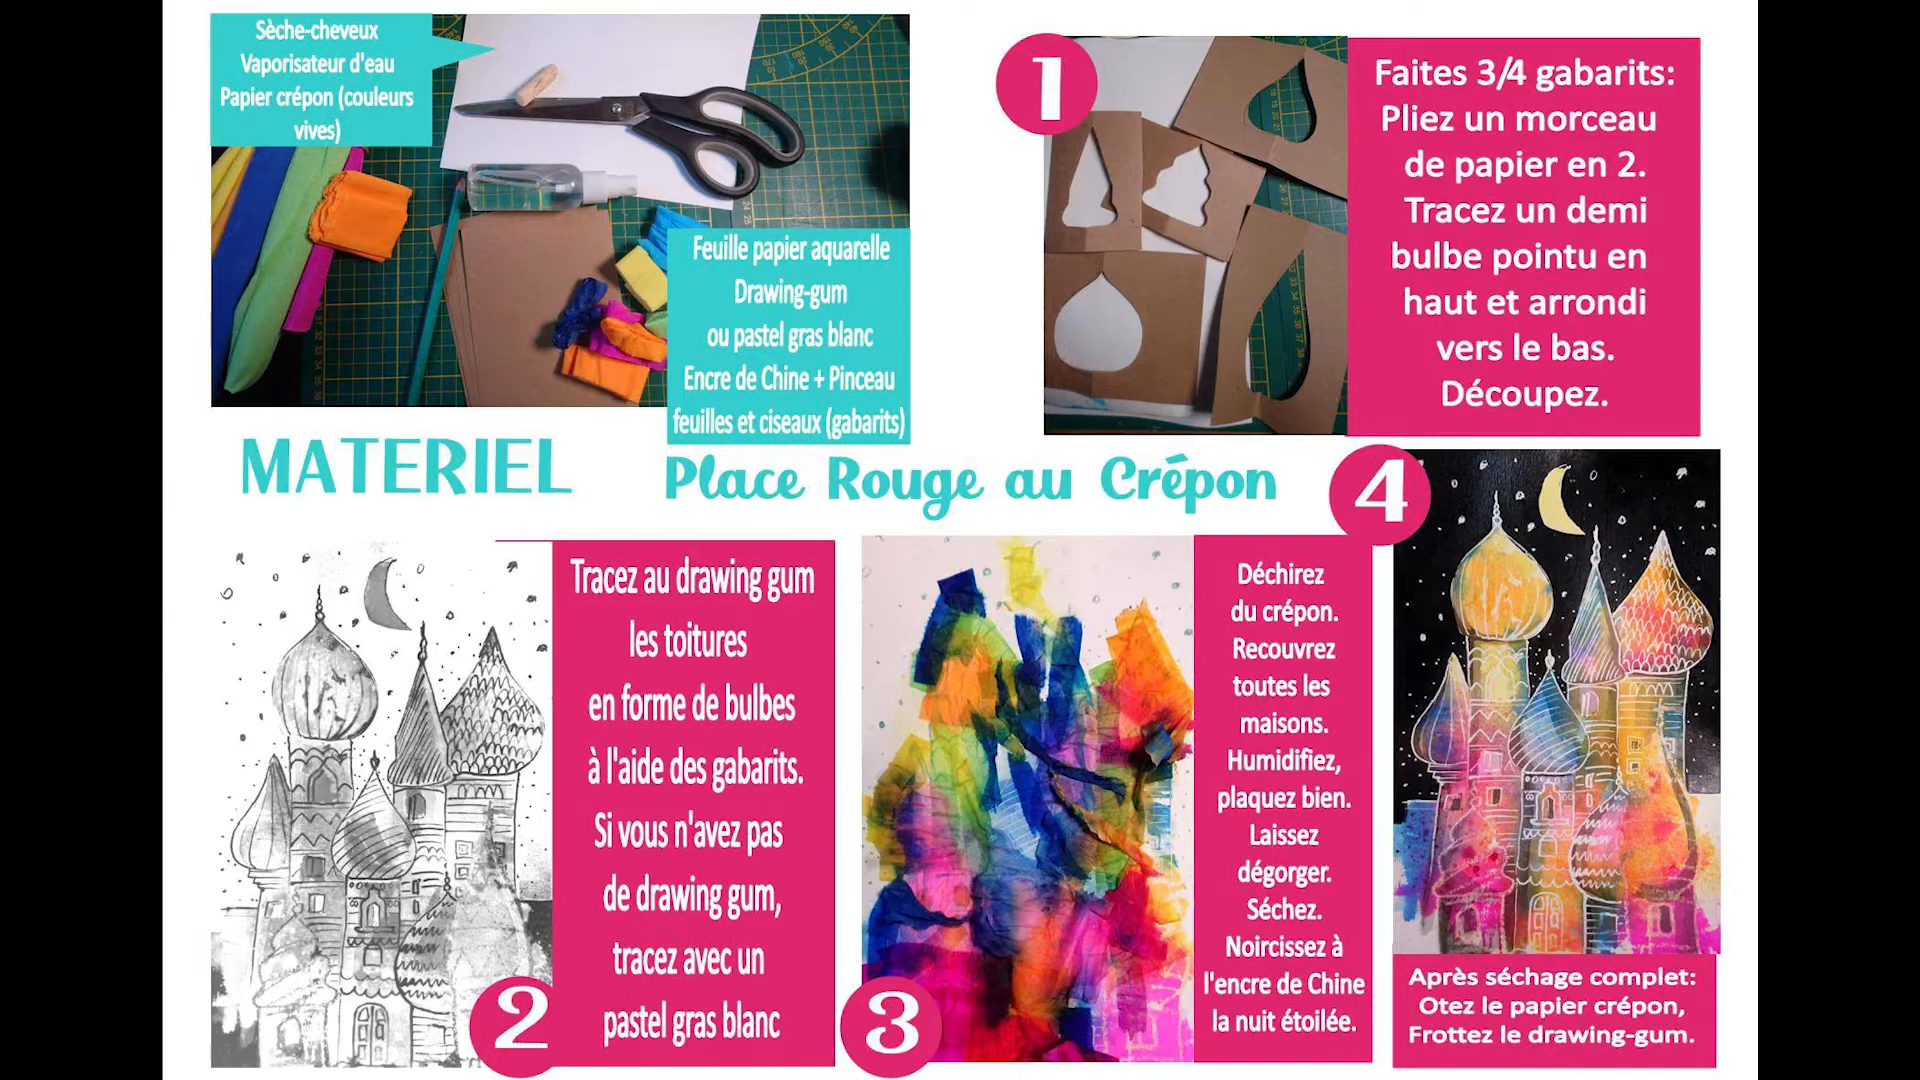 Sèche-cheveux
Vaporisateur d'eau
Papier crépon (couleurs
vives)
Feuille papier aquarelle
Drawing-gum
ou pastel gras blanc
Encre de Chine + Pinceau
feuilles et ciseaux (gabarits)
MATERIEL
Place Rouge au Crépon
1
Faites 3/4 gabarits:
Pliez un morceau
de papier en 2.
Tracez un demi
bulbe pointu en
haut et arrondi
vers le bas.
Découpez.
2
Tracez au drawing gum
les toitures
en forme de bulbes
à l'aide des gabarits.
Si vous n'avez pas
de drawing gum,
tracez avec un
pastel gras blanc
3
Déchirez
du crépon.
Recouvrez
toutes les
maisons.
Humidifiez,
plaquez bien.
Laissez
dégorger.
Séchez.
Noircissez à
l'encre de Chine
la nuit étoilée.
4
Après séchage complet:
Otez le papier crépon,
Frottez le drawing-gum.